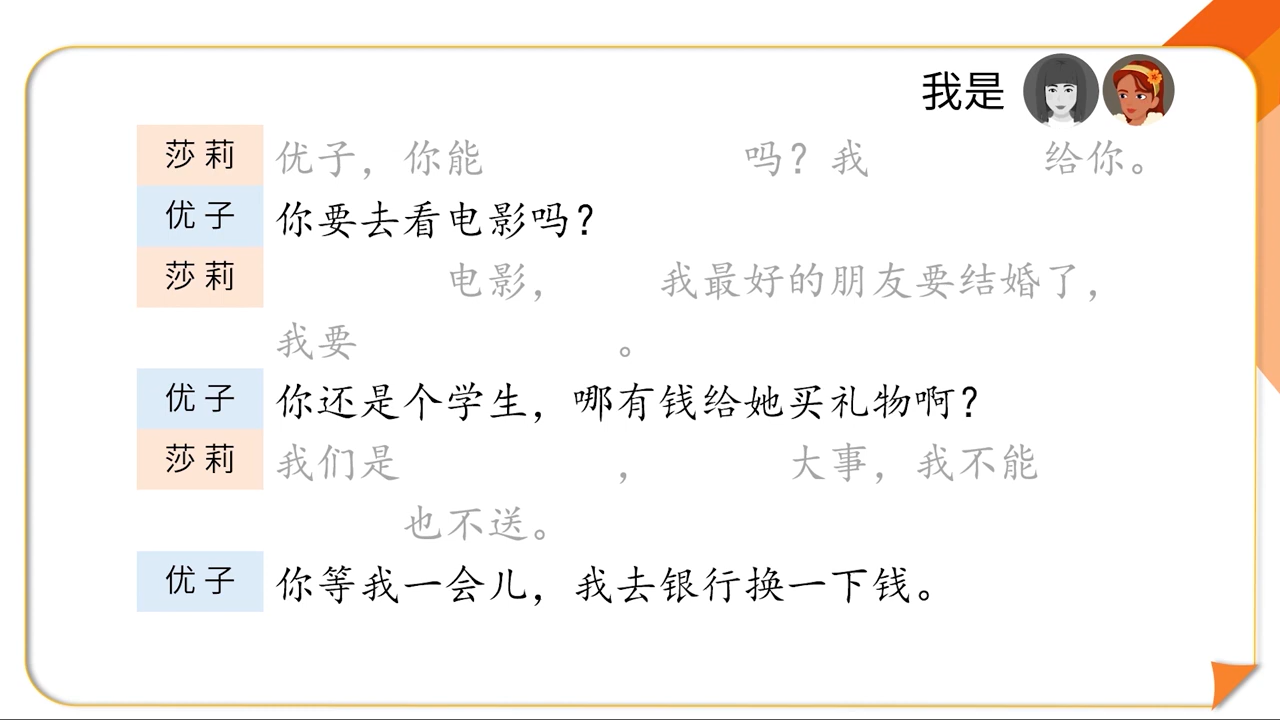 我是
莎莉 优子，你能 吗？我 给你。
优子 你要去看电影吗？
莎莉 电影， 我最好的朋友要结婚了，
我要 。
优子 你还是个学生，哪有钱给她买礼物啊？
莎莉 我们是 ， 大事，我不能
也不送。
优子 你等我一会儿，我去银行换一下钱。